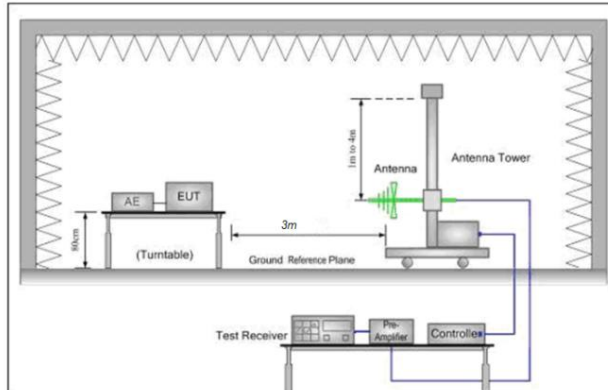 1m to 4m
Antenna
Antenna Tower
AE
EUT
80cm
(Turntable)
3m
Ground Reference Plane
Test Receiver
Pre-
Amplifier
Controller